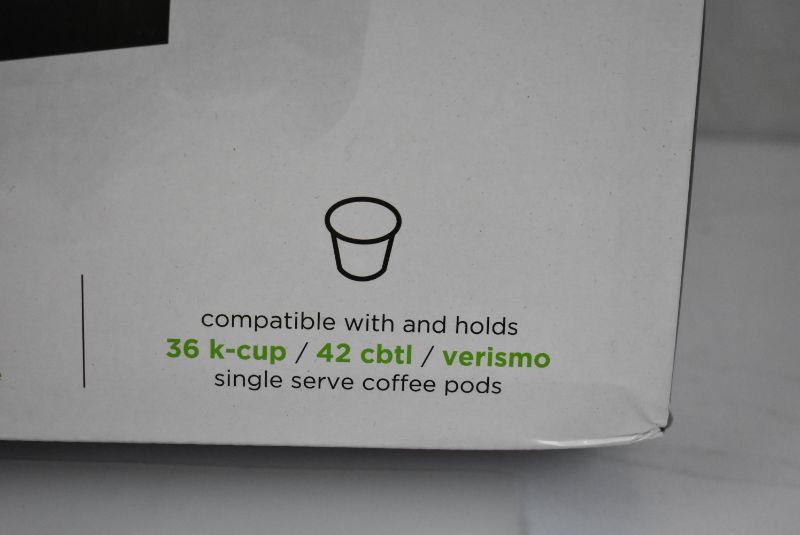 compatible with and holds
36 k-cup / 42 cbtl / verismo
single serve coffee pods